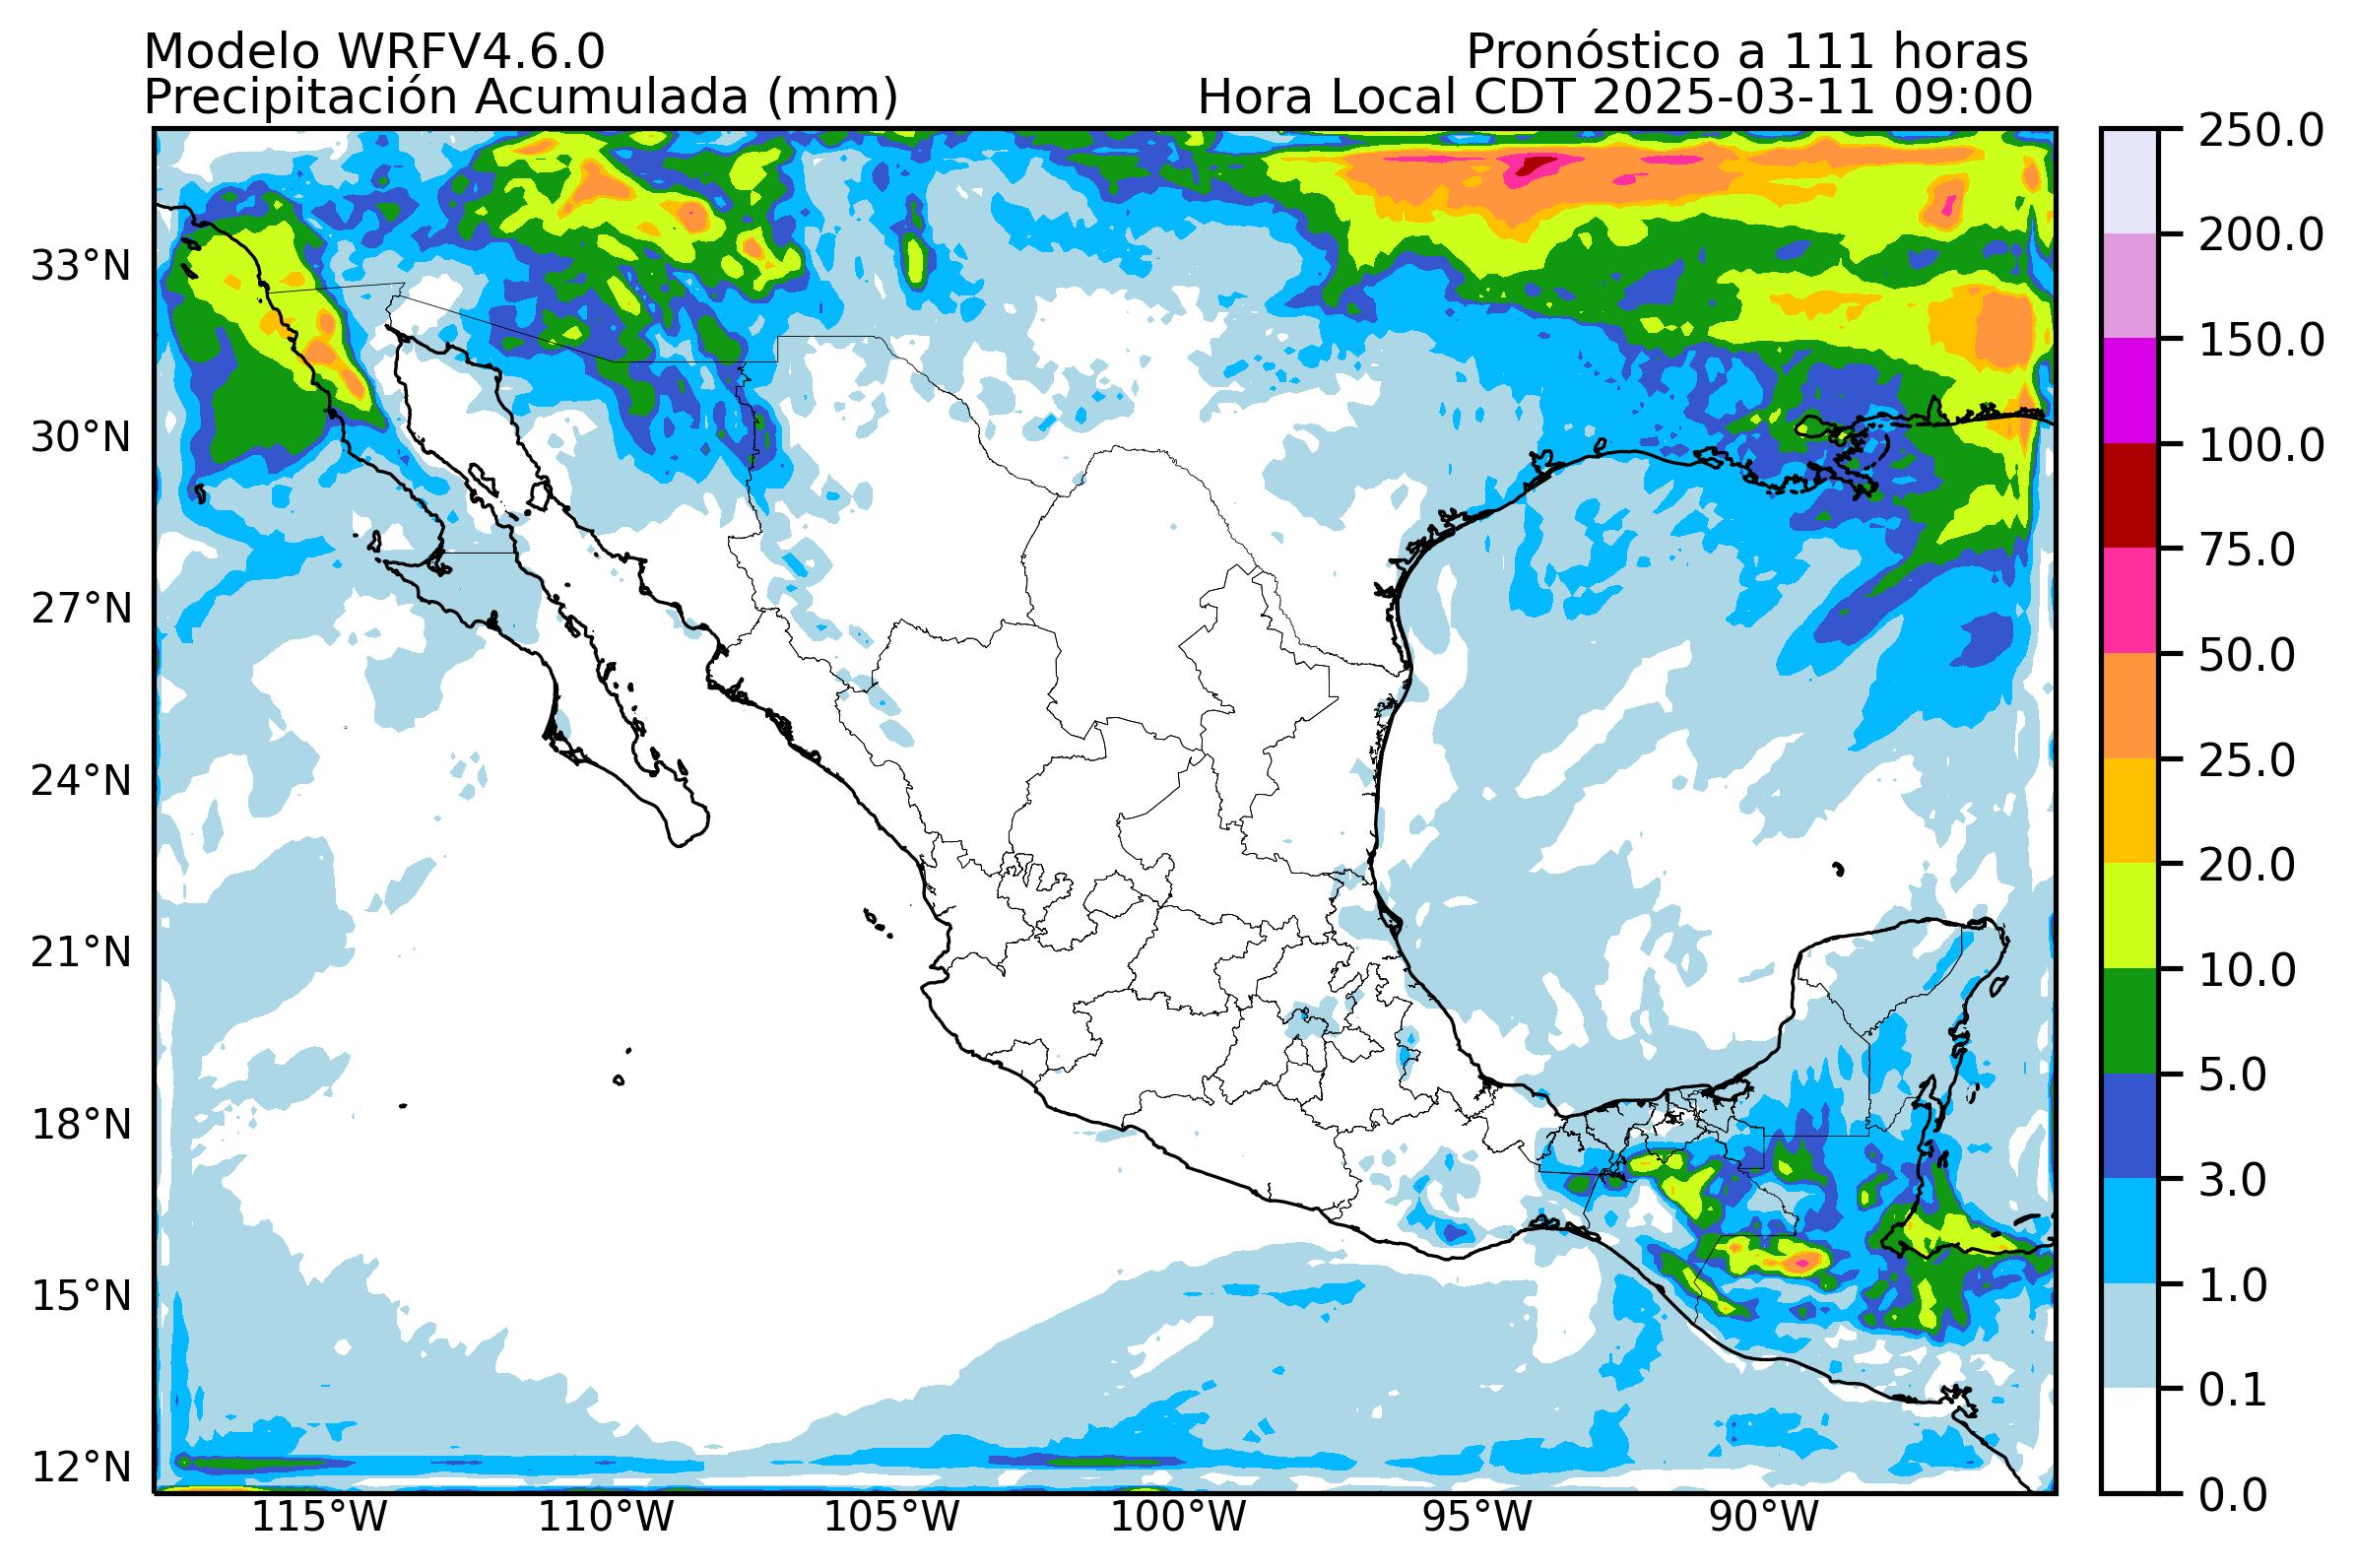 Modelo WRFV4.6.0
Pronóstico a 111 horas
Precipitación Acumulada (mm)
Hora Local CDT 2025-03-11 09:00
33°N
30°N
27°N
24°N
21°N
18°N
15°N
12°N
115°W
110°W
105°W
100°W
95°W
90°W
250.0
200.0
150.0
100.0
75.0
50.0
25.0
20.0
10.0
5.0
3.0
1.0
0.1
0.0